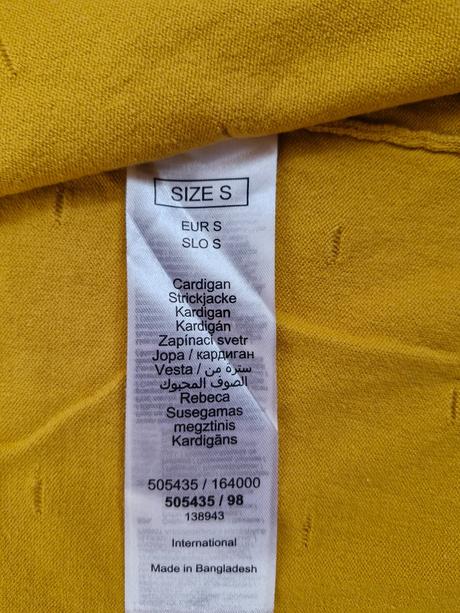 SIZE S
EUR S
SLO S
Cardigan
Strickjacke
Kardigan
Kardigán
Zapínací svetr
Jopa / кардиган
Vesta / سترة من
الصوف المحبوك
Rebeca
Susegamas
megztinis
Kardigāns
505435 / 164000
505435 / 98
138943
International
Made in Bangladesh